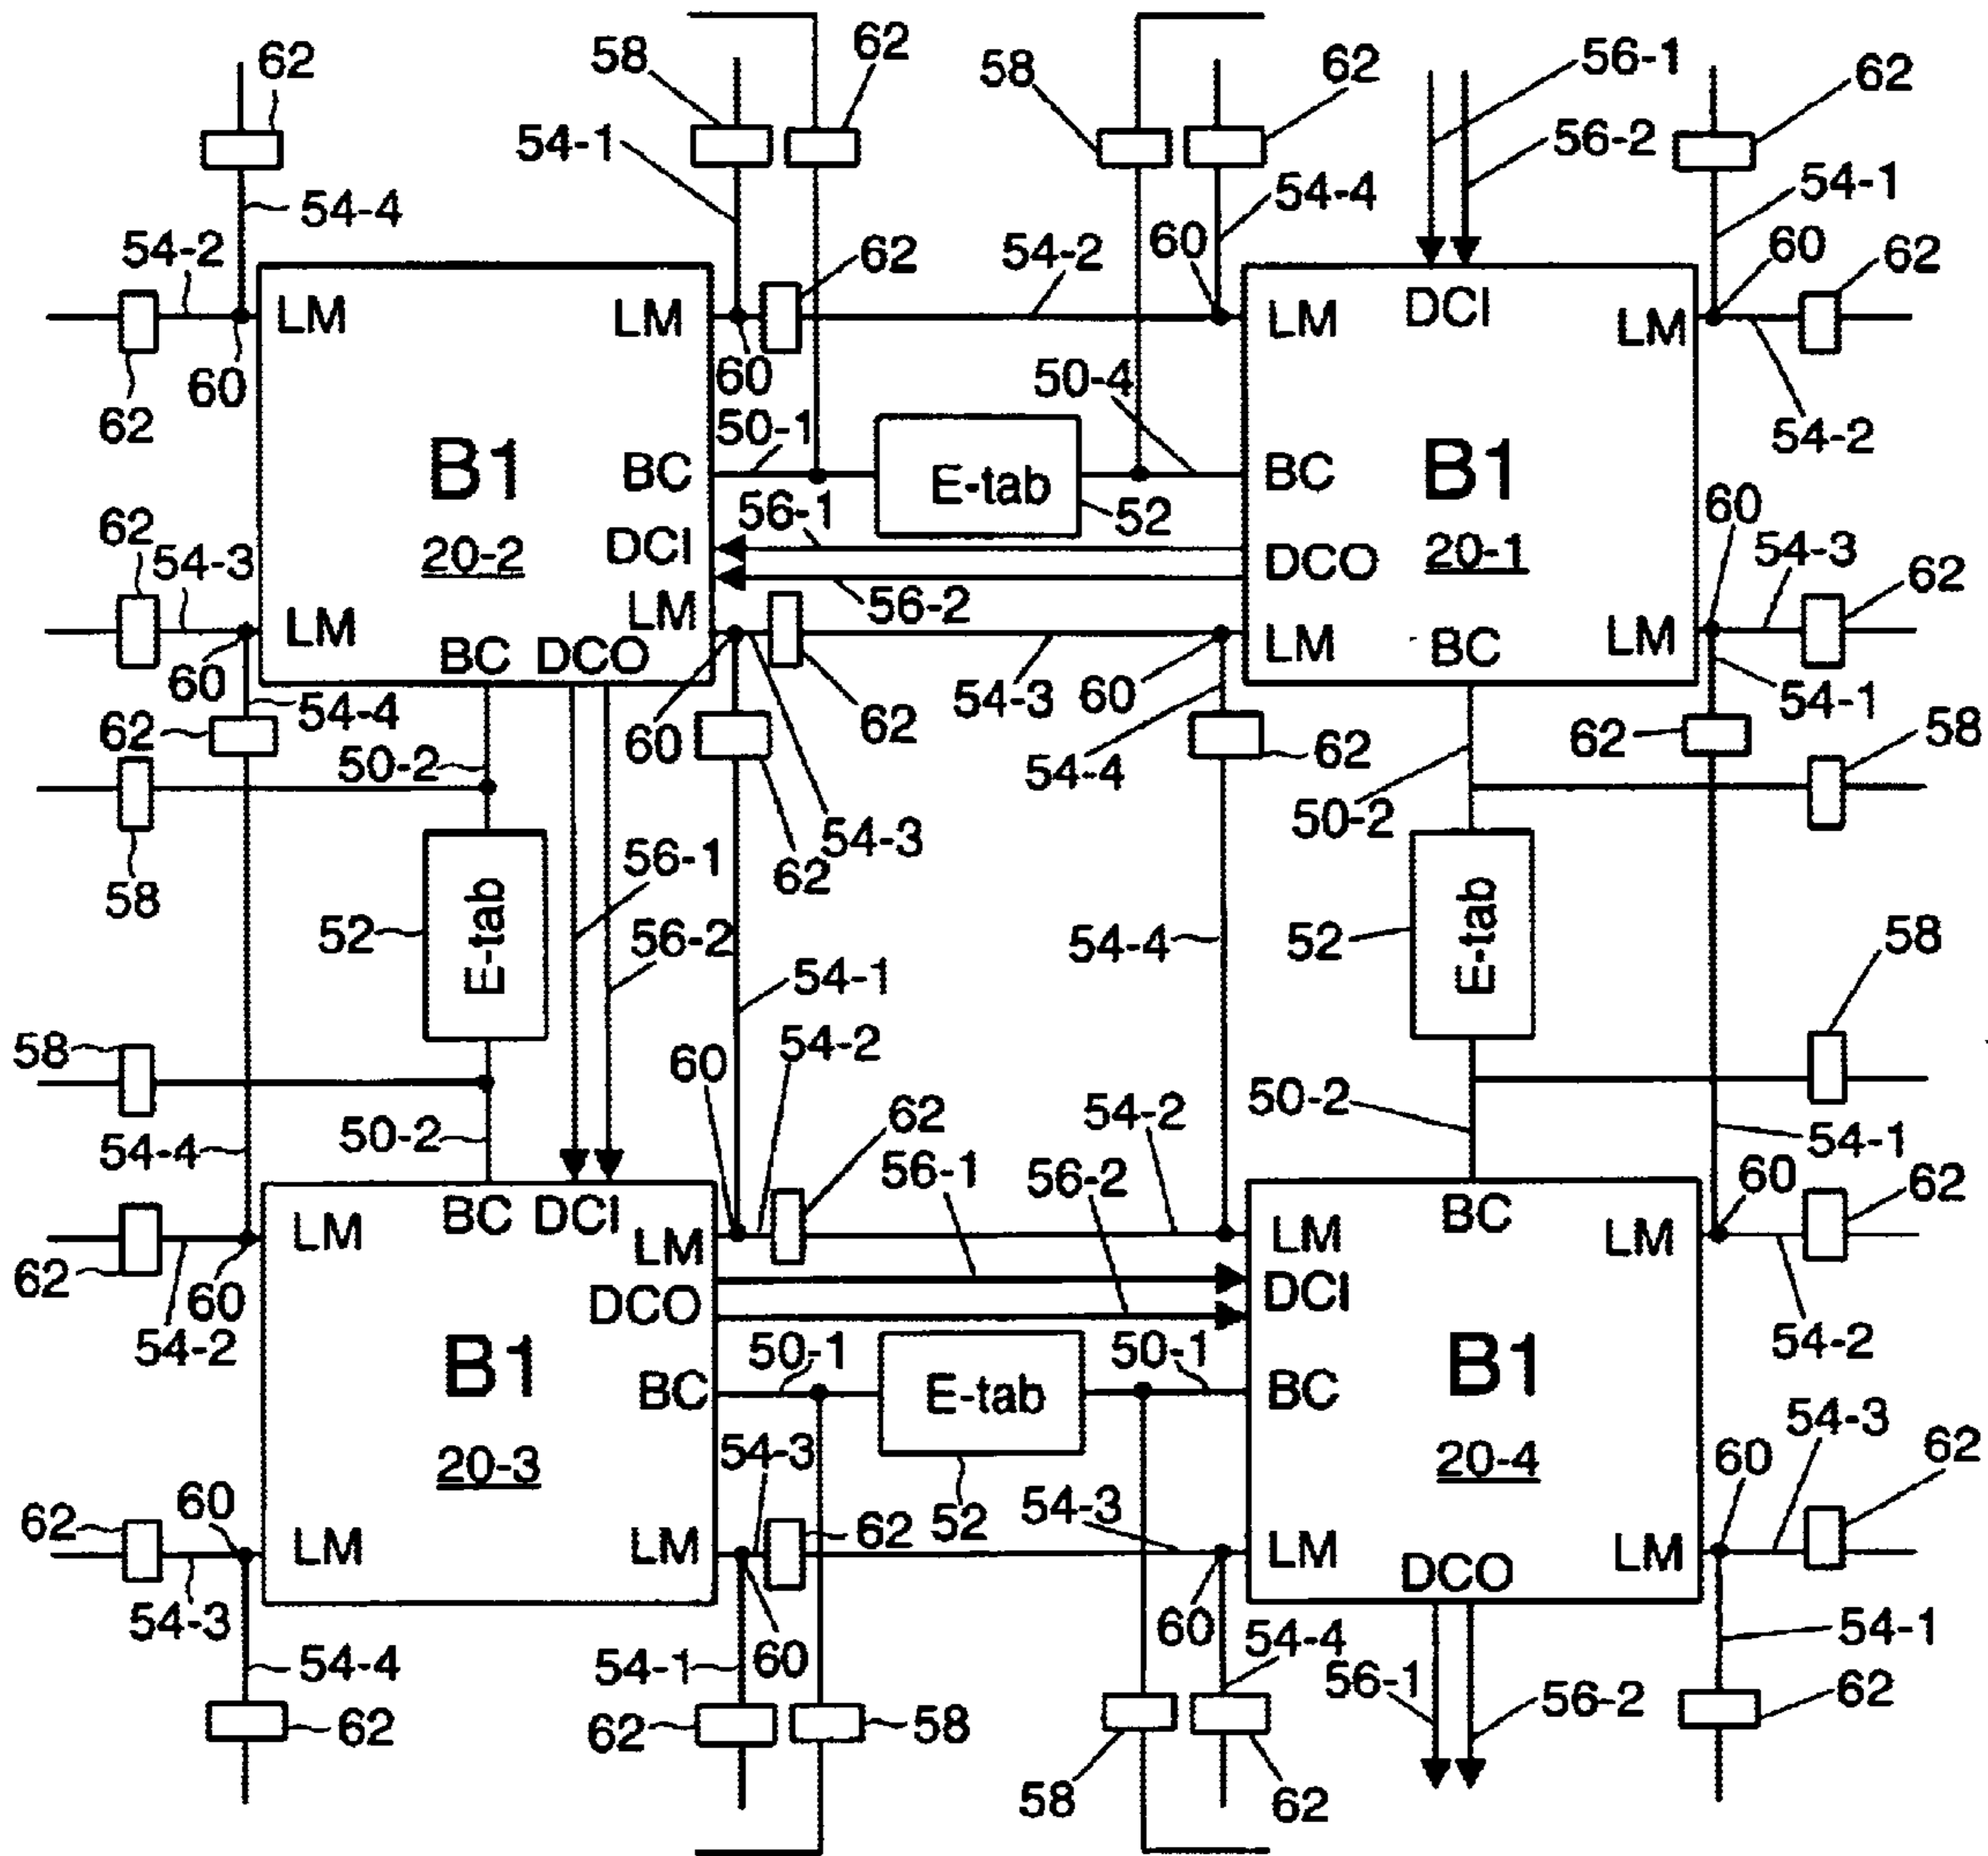 62 58 62 58 62 56-1 62
54-1 56-2
54-4 54-4 54-1
54-2 62 54-2 60 60 62
LM LM LM DCI LM
60 60
62 50-1 50-4 54-2
B1 BC E-tab BC B1
62 56-1 52 60
54-3 20-2 DCI DCO 20-1 54-3 62
56-2
LM LM LM BC LM
BC DCO
60 54-4 60 62 54-3 60 54-1
62 50-2 62 54-4 62 62 58
50-2
58 56-1 62 54-3
52 E-tab 56-2 54-4 52 E-tab 58
54-1
58 60 54-2
54-4 50-2 62 54-2 50-2 54-1
56-1 56-2 60 62
LM BC DCI LM LM BC LM
62 60 DCO DCI
54-2 54-2
B1 50-1 50-1 B1
BC E-tab BC
20-3 54-3 20-4 54-3
62 60 62 52 54-3 60 62
LM LM LM DCO LM
54-3 60 60
54-4 54-1 54-4 56-1 54-1
62 62 58 58 62 56-2 62